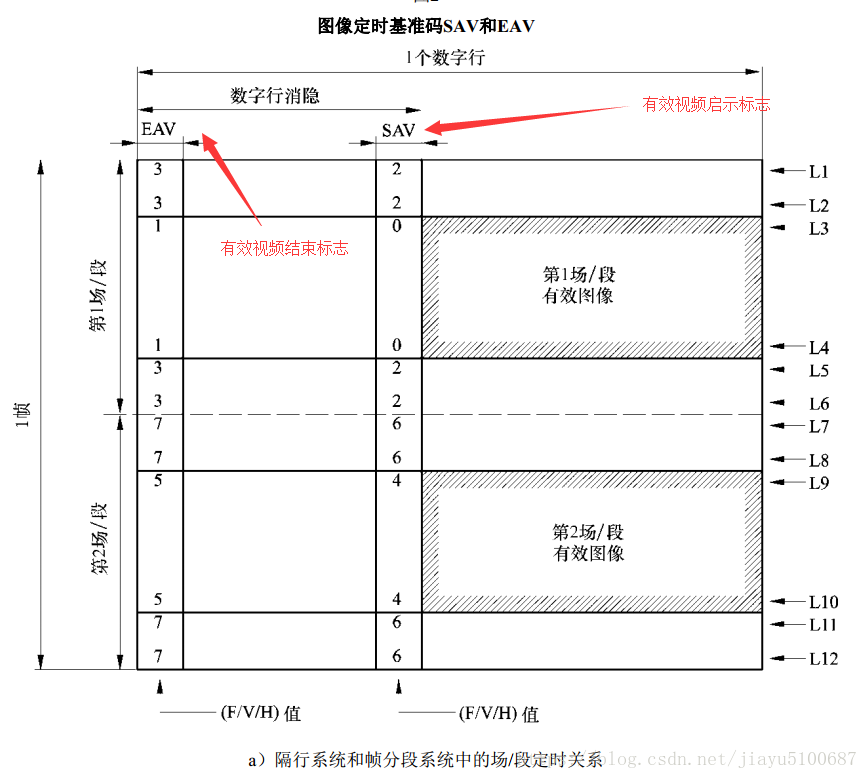 图像定时基准码SAV和EAV
1个数字行
数字行消隐
有效视频启示标志
EAV
SAV
3 2 L1
3 2 L2
1 0 L3
有效视频结束标志
第1场/段
第1场/段
有效图像
1 0 L4
3 2 L5
3 2 L6
1帧
7 6 L7
7 6 L8
5 4 L9
第2场/段
第2场/段
有效图像
5 4 L10
7 6 L11
7 6 L12
(F/V/H) 值
(F/V/H) 值
a）隔行系统和帧分段系统中的场/段定时关系
blog.csdn.net/jiayu5100687